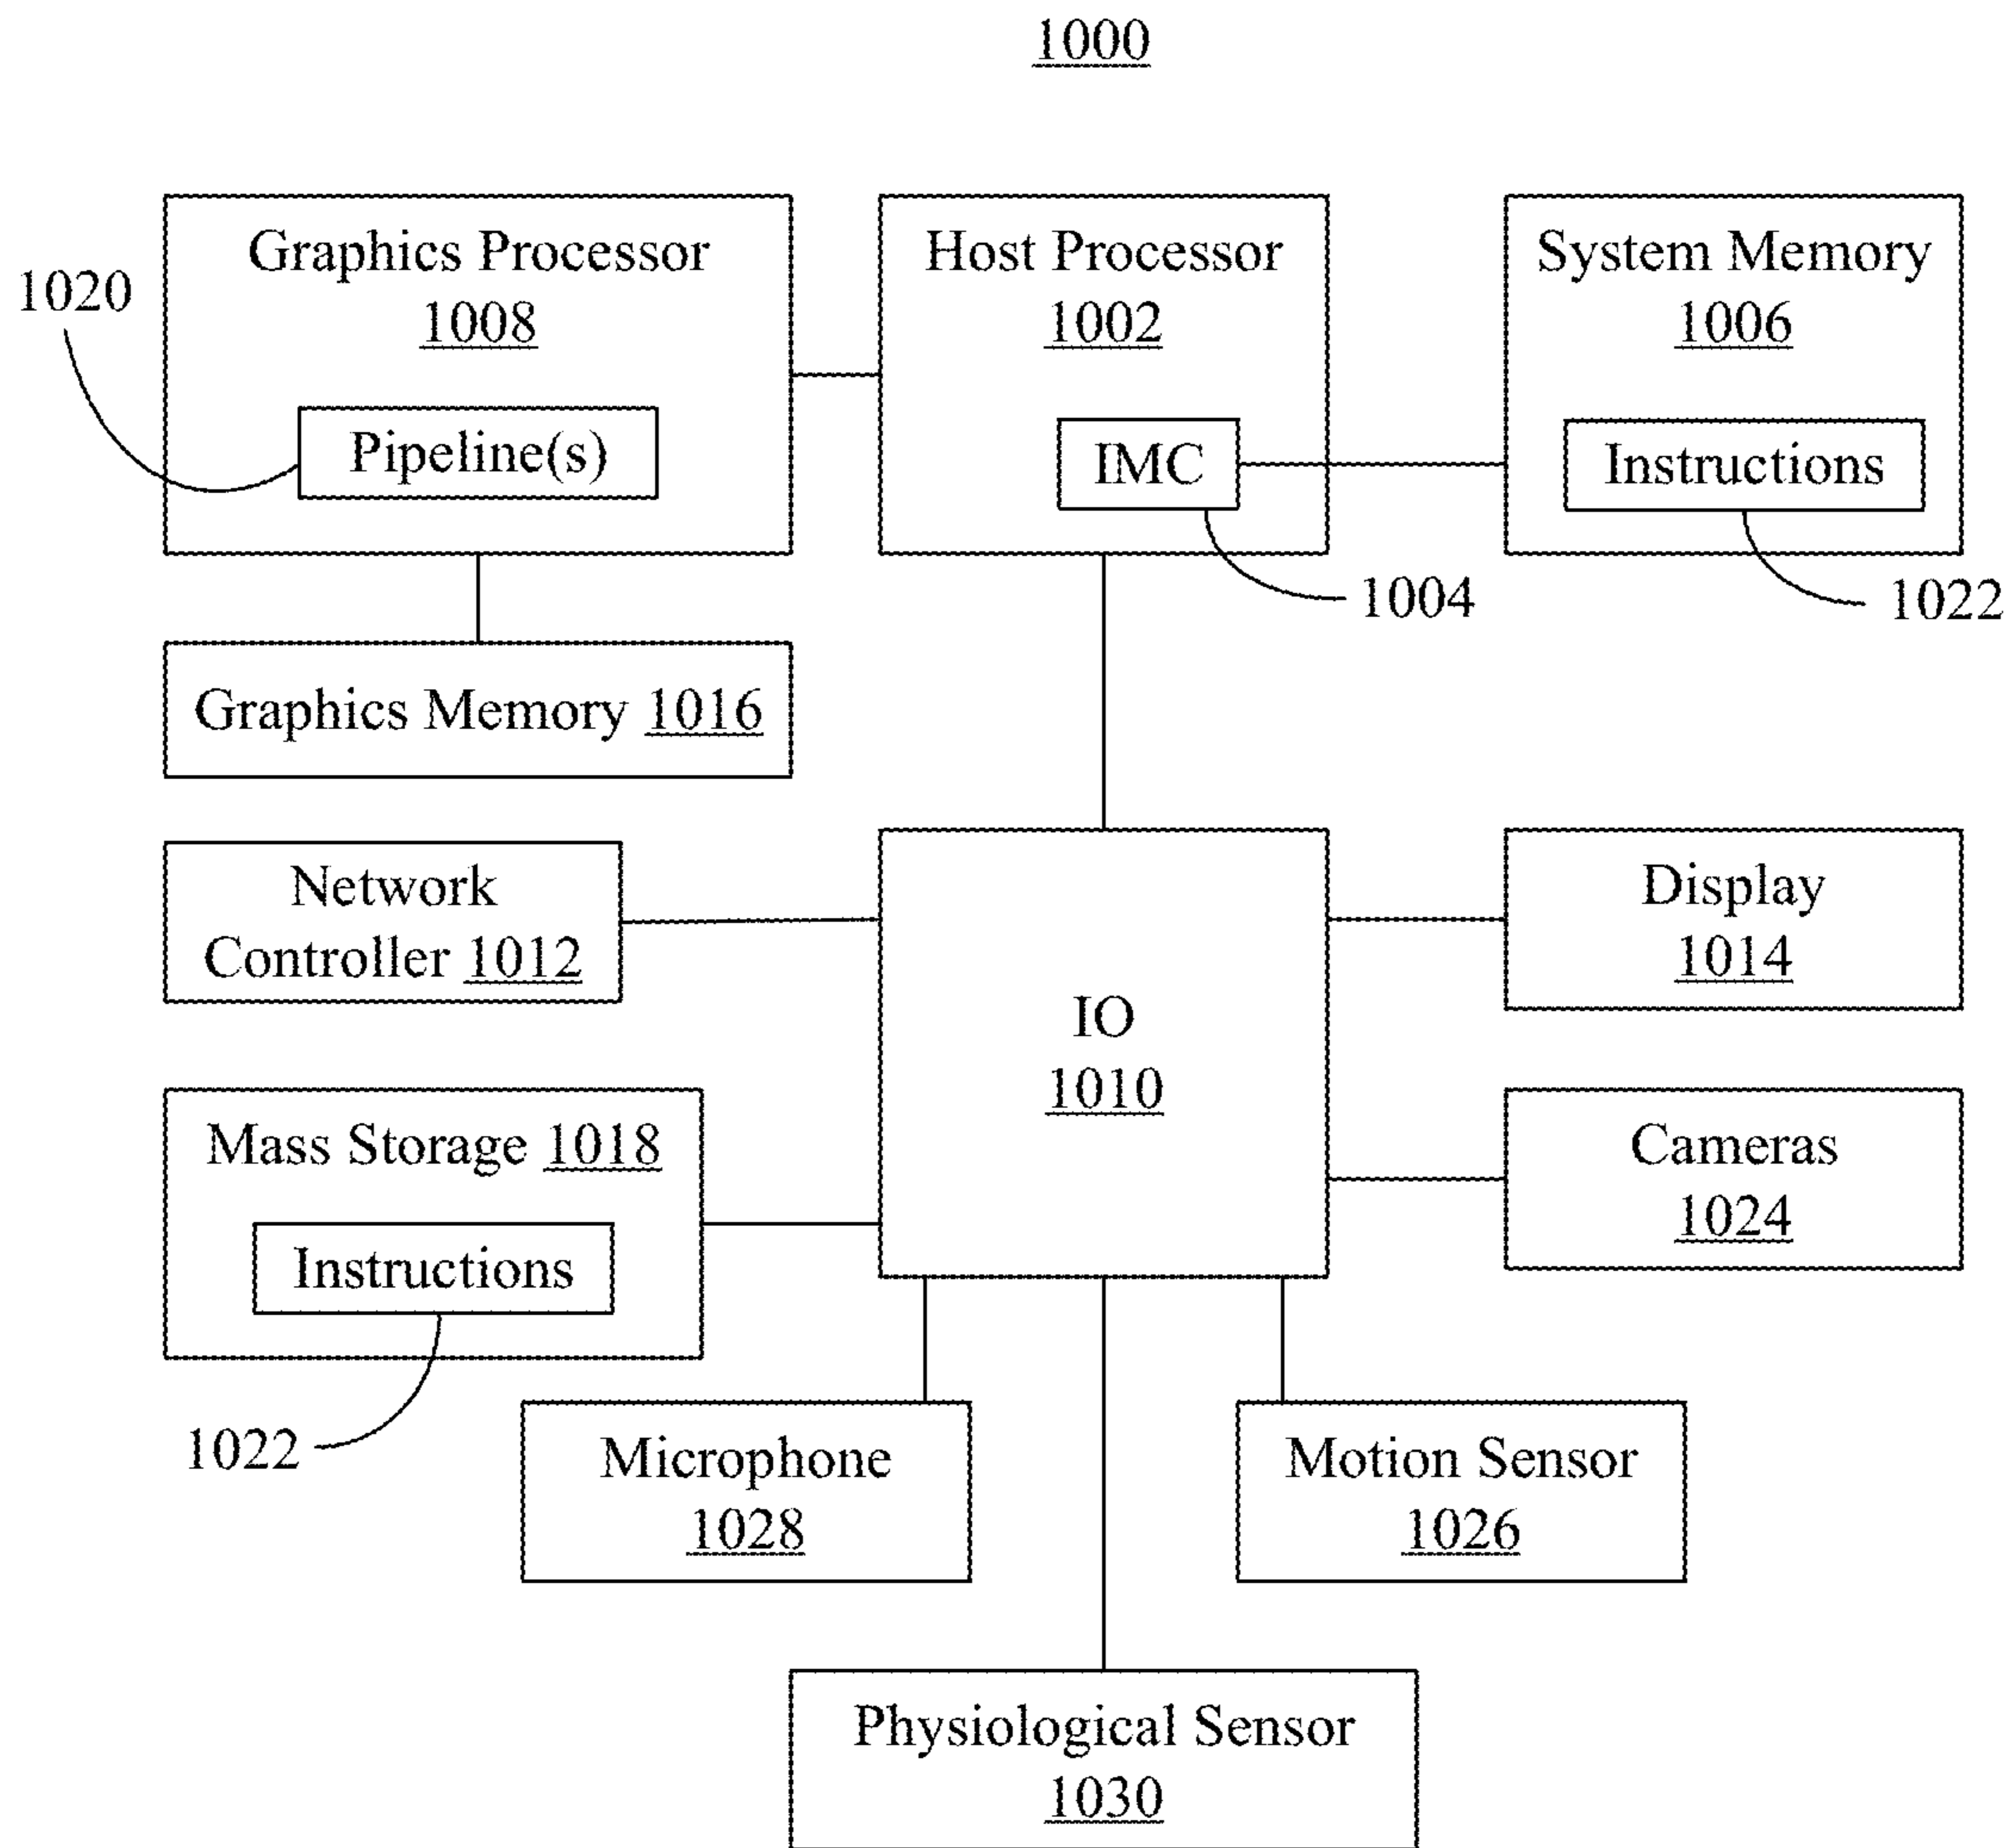 1000
Graphics Processor
1008
Host Processor
1002
System Memory
1006
1020
Pipeline(s)
IMC
Instructions
1004
1022
Graphics Memory 1016
Network
Controller 1012
IO
1010
Display
1014
Mass Storage 1018
Instructions
1022
Cameras
1024
Microphone
1028
Motion Sensor
1026
Physiological Sensor
1030